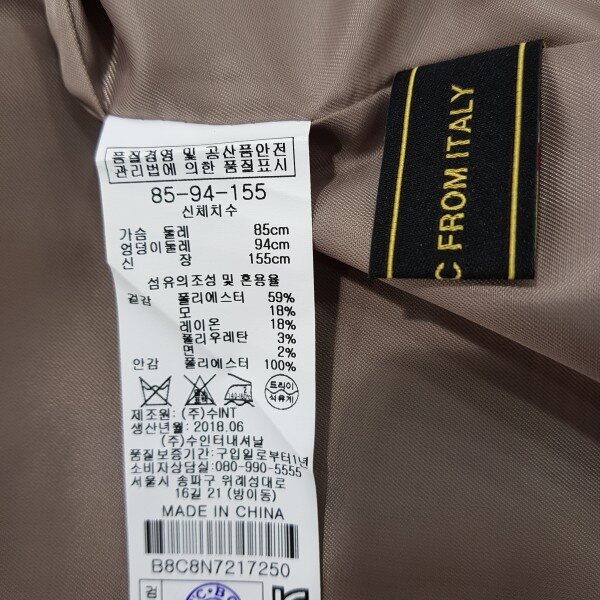 품질경영 및 공산품안전
관리법에 의한 품질표시
85-94-155
신체치수
가슴 둘레 85cm
엉덩이둘레 94cm
신 장 155cm
섬유의조성 및 혼용율
겉감 폴리에스터 59%
모 18%
레이온 18%
폴리우레탄 3%
면 2%
안감 폴리에스터 100%
드라이
석유계
제조원: (주)수INT
생산년월: 2018.06
(주)수인터내셔날
품질보증기간: 구입일로부터1년
소비자상담실: 080-990-5555
서울시 송파구 위례성대로
16길 21 (방이동)
MADE IN CHINA
B8C8N7217250
검
C FROM ITALY